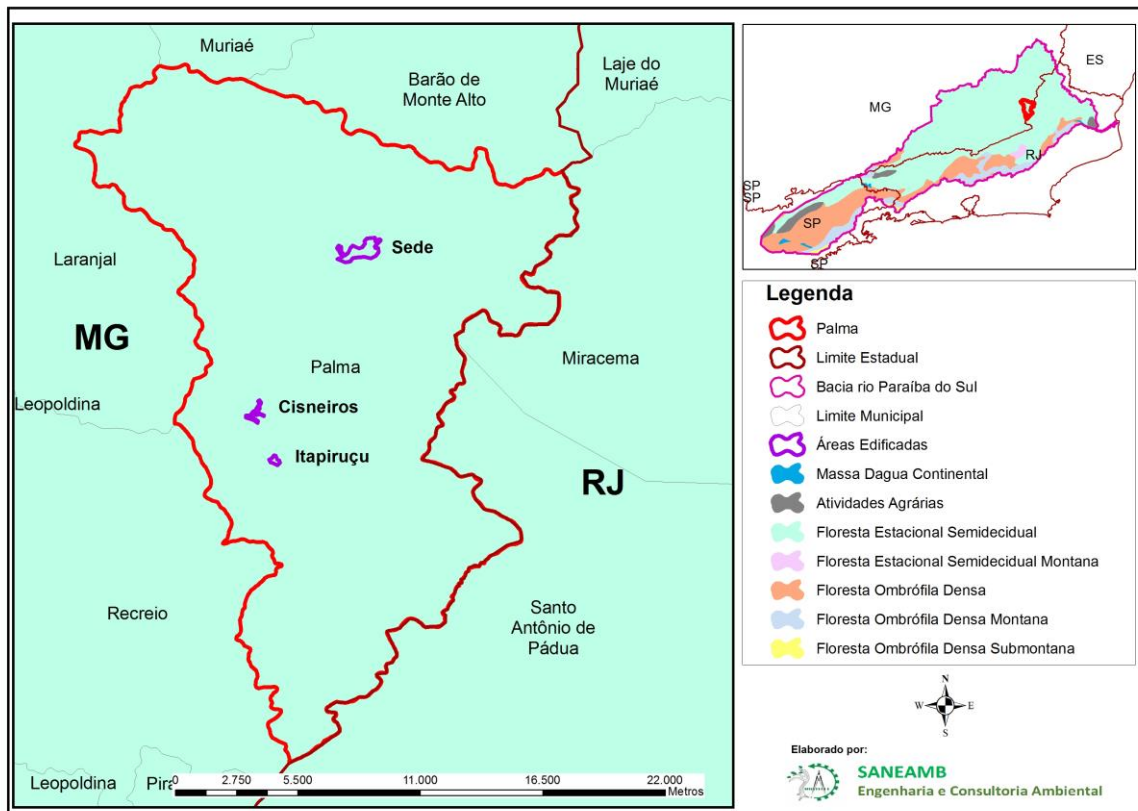 Muriaé
Barão de
Monte Alto
Laje do
Muriaé
Laranjal
Sede
MG
Palma
Miracema
Leopoldina
Cisneiros
Itapiruçu
RJ
Recreio
Santo
Antônio de
Pádua
Leopoldina
Pira
0 2.750 5.500 11.000 16.500 22.000
Metros
ES
MG
RJ
SP
SP
SP
SP
Legenda
Palma
Limite Estadual
Bacia rio Paraíba do Sul
Limite Municipal
Áreas Edificadas
Massa Dagua Continental
Atividades Agrárias
Floresta Estacional Semidecidual
Floresta Estacional Semidecidual Montana
Floresta Ombrófila Densa
Floresta Ombrófila Densa Montana
Floresta Ombrófila Densa Submontana
N
W E
S
Elaborado por:
SANEAMB
Engenharia e Consultoria Ambiental